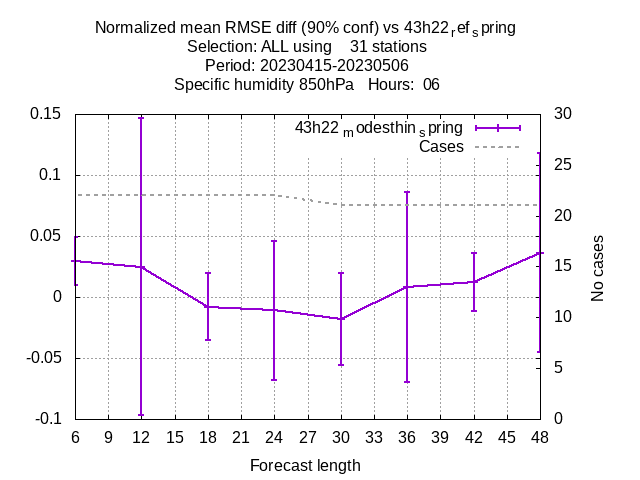 Normalized mean RMSE diff (90% conf) vs 43h22ref spring
Selection: ALL using 31 stations
Period: 20230415-20230506
Specific humidity 850hPa Hours: 06
43h22modesthinspring
Cases
0.15
0.1
0.05
0
-0.05
-0.1
30
25
20
15
10
5
0
No cases
6 9 12 15 18 21 24 27 30 33 36 39 42 45 48
Forecast length